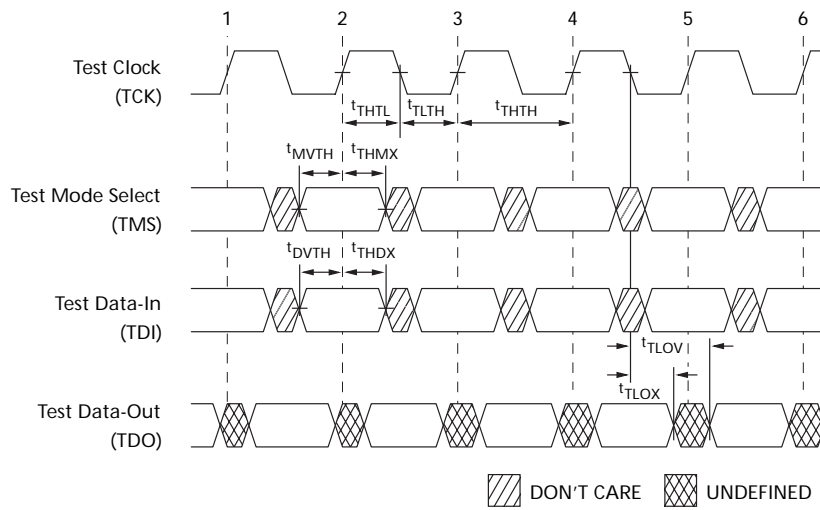 1 2 3 4 5 6
Test Clock
(TCK)
tTHTL tTLTH tTHTH
tMVTH tTHMX
Test Mode Select
(TMS)
tDVTH tTHDX
Test Data-In
(TDI)
tTLOV
tTLOX
Test Data-Out
(TDO)
DON'T CARE UNDEFINED